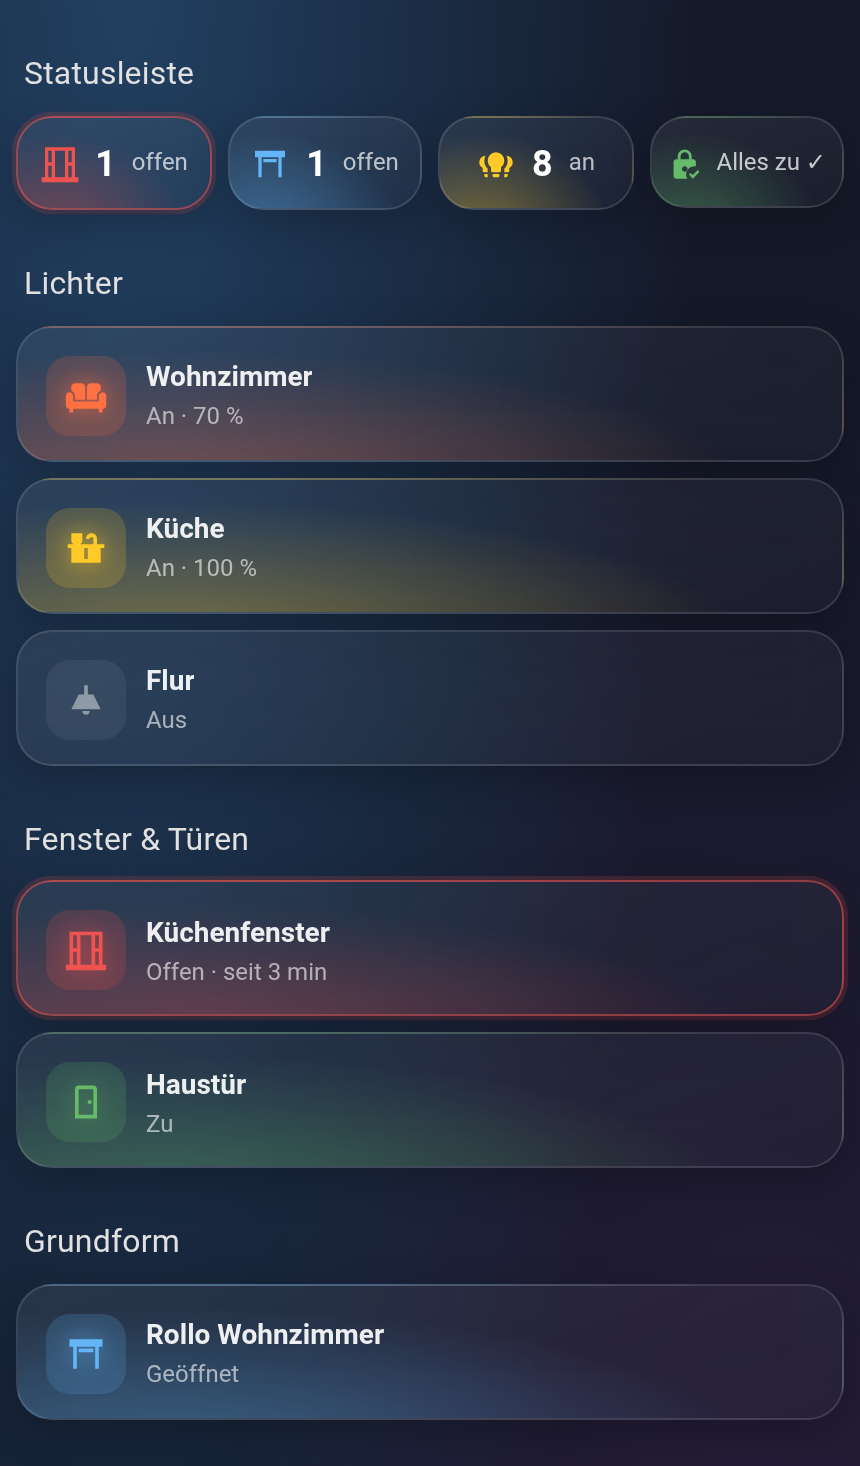 Statusleiste
1 offen
1 offen
8 an
Alles zu ✓
Lichter
Wohnzimmer
An · 70 %
Küche
An · 100 %
Flur
Aus
Fenster & Türen
Küchenfenster
Offen · seit 3 min
Haustür
Zu
Grundform
Rollo Wohnzimmer
Geöffnet